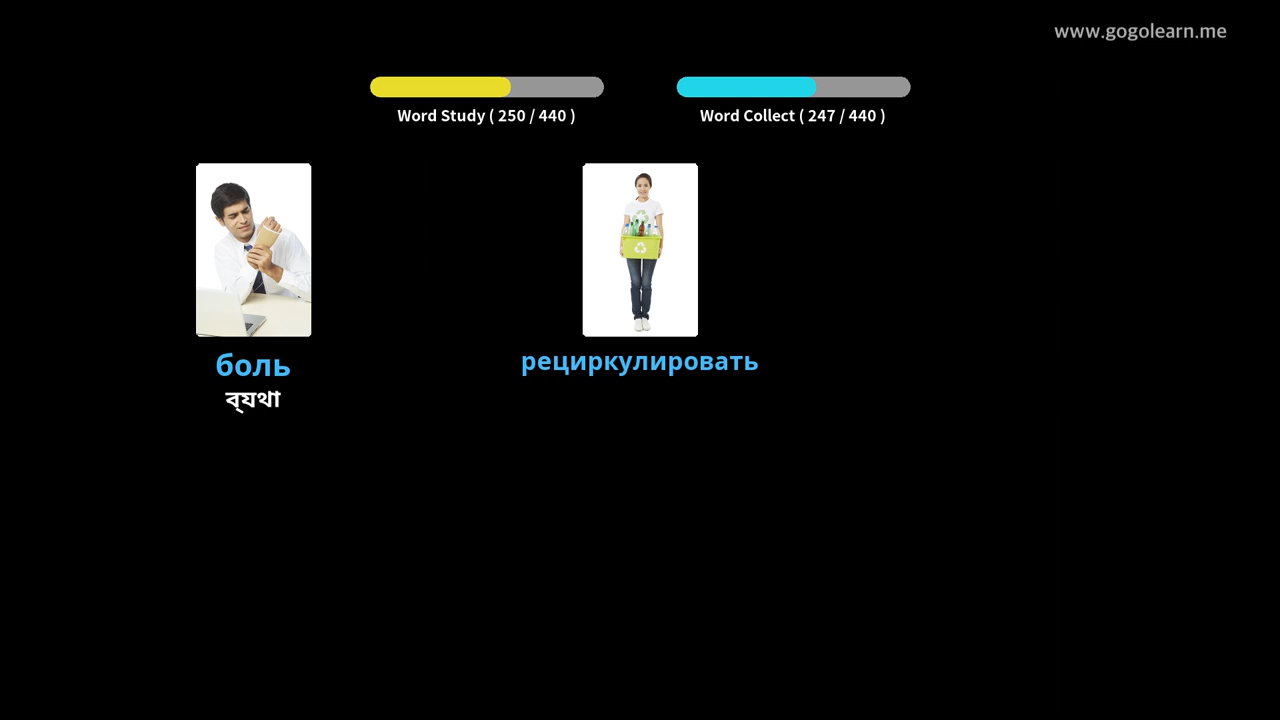 www.gogolearn.me
Word Study ( 250 / 440 )
Word Collect ( 247 / 440 )
боль
рециркулировать
ব্যথা